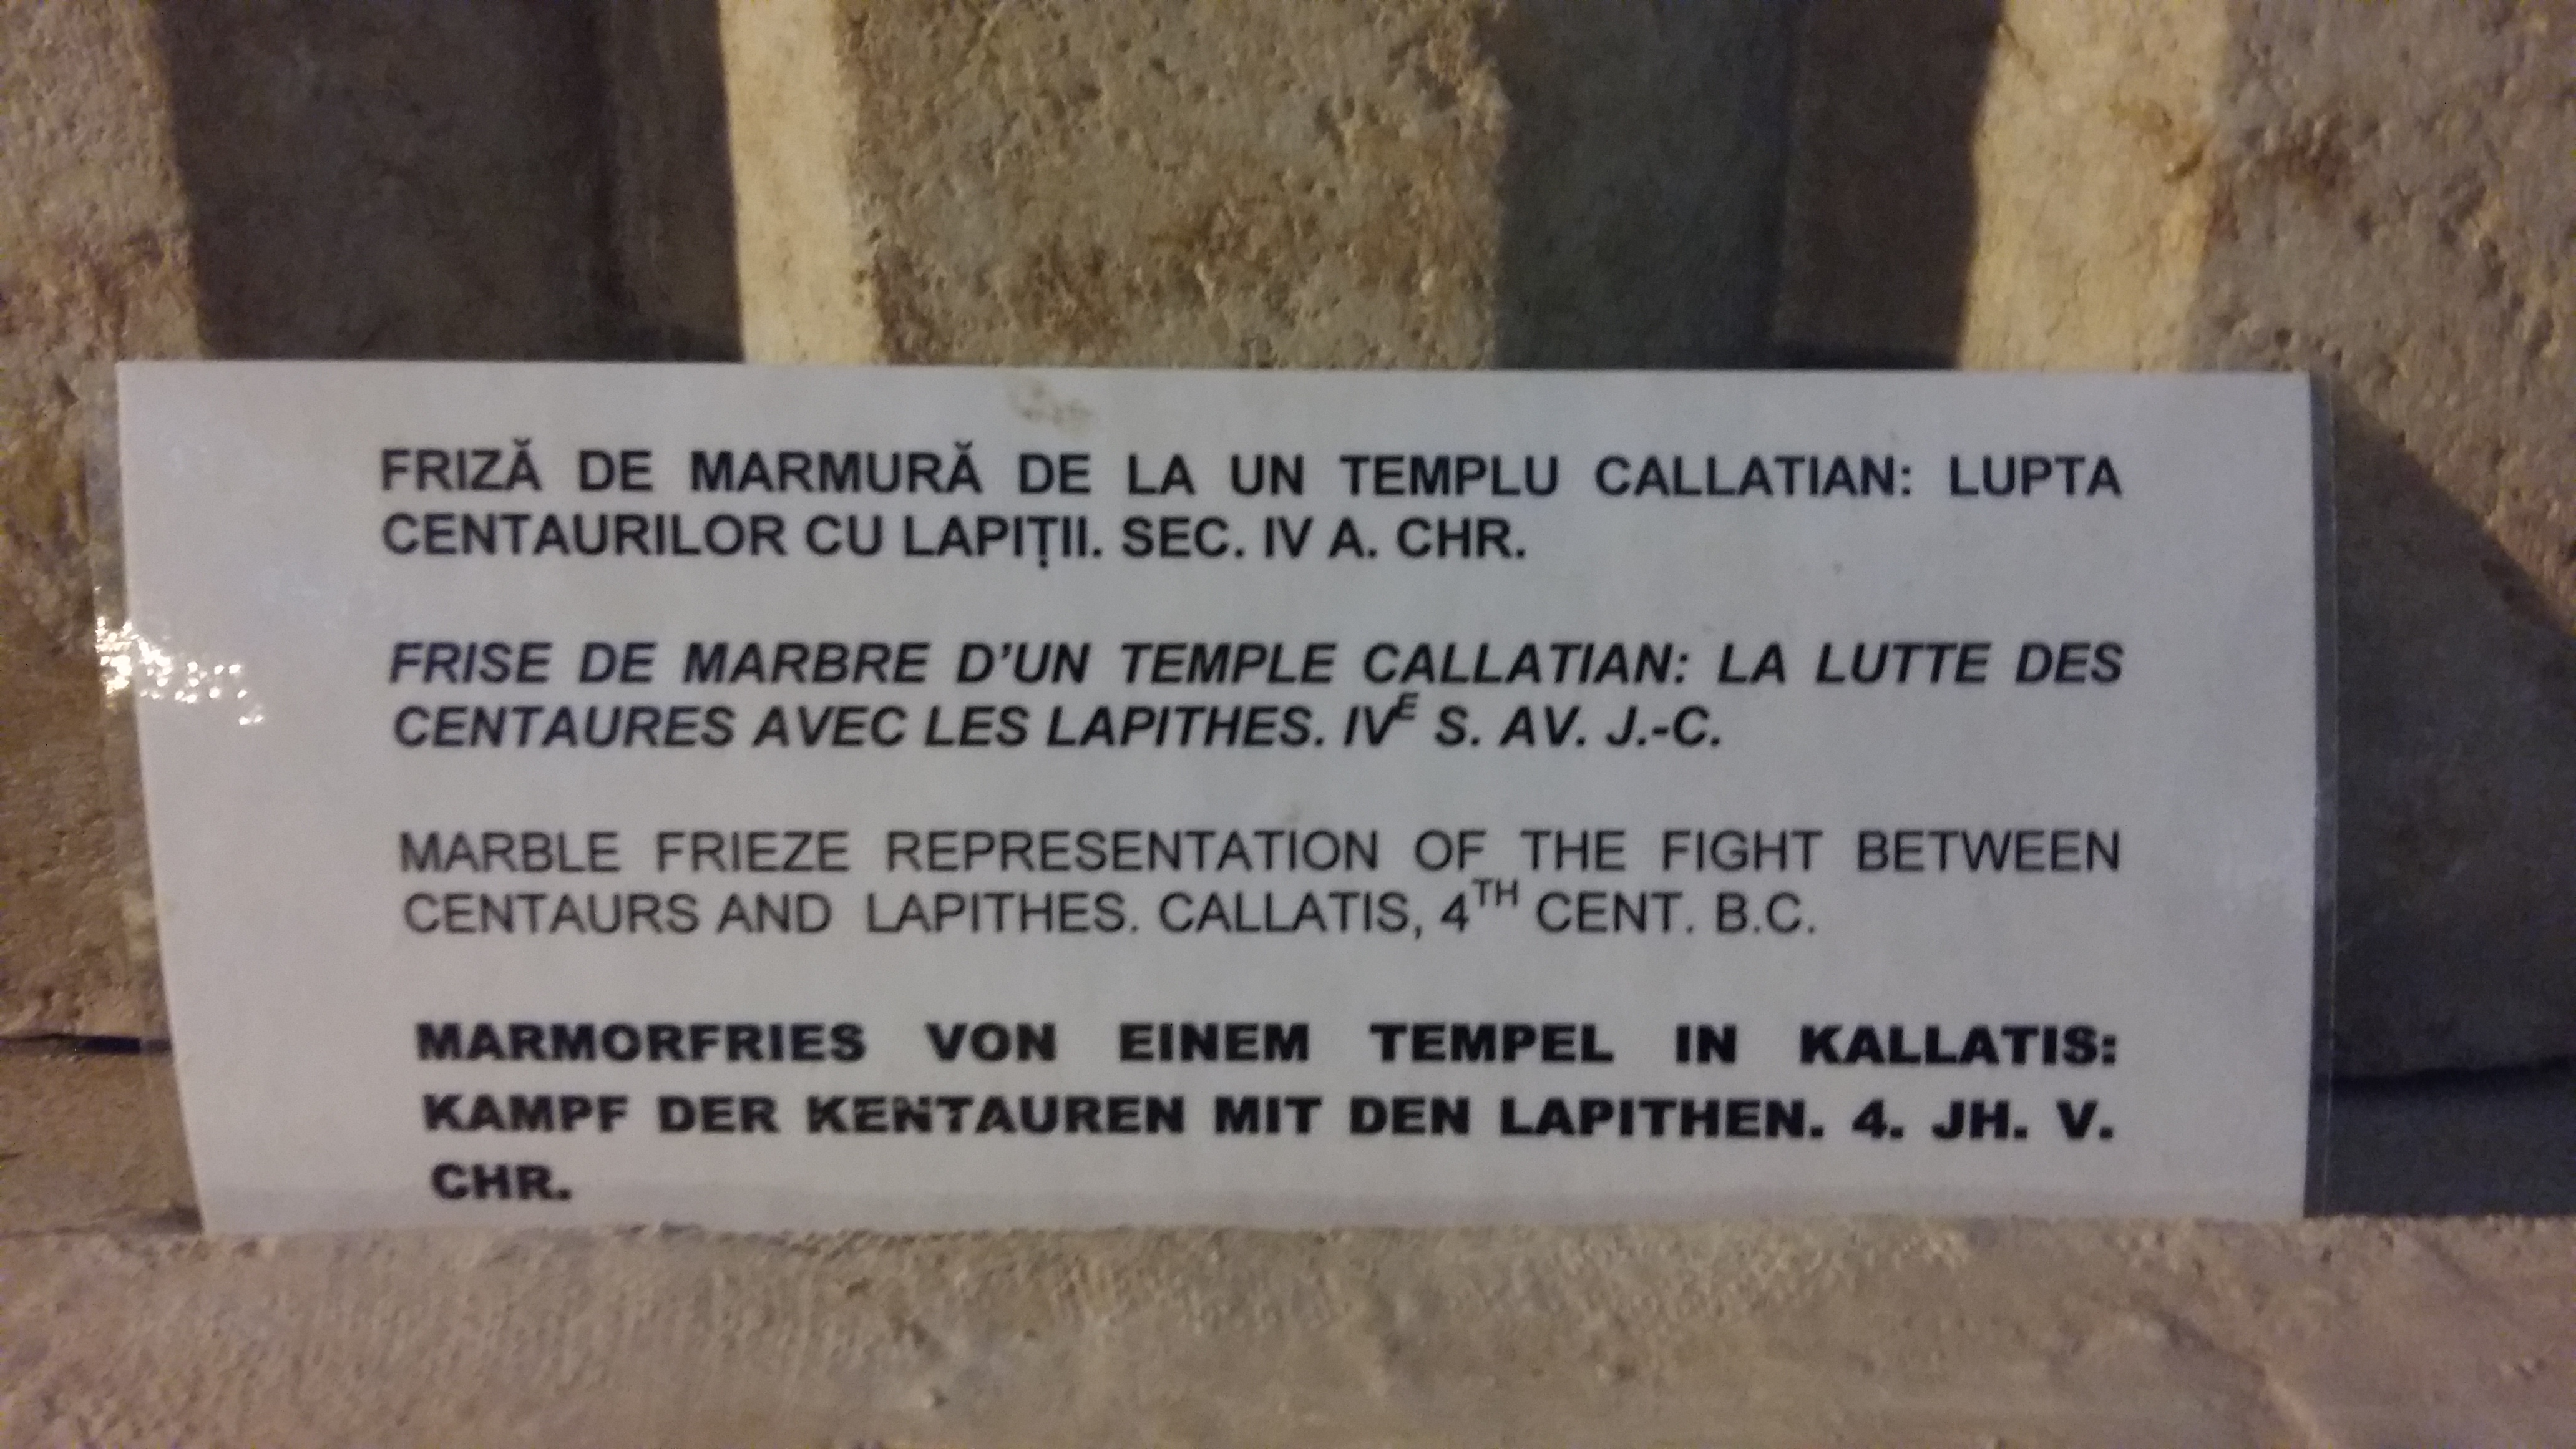 FRIZĂ DE MARMURĂ DE LA UN TEMPLU CALLATIAN: LUPTA
CENTAURILOR CU LAPIȚII. SEC. IV A. CHR.
FRISE DE MARBRE D'UN TEMPLE CALLATIAN: LA LUTTE DES
CENTAURES AVEC LES LAPITHES. IVE S. AV. J.-C.
MARBLE FRIEZE REPRESENTATION OF THE FIGHT BETWEEN
CENTAURS AND LAPITHES. CALLATIS, 4TH CENT. B.C.
MARMORFRIES VON EINEM TEMPEL IN KALLATIS:
KAMPF DER KENTAUREN MIT DEN LAPITHEN. 4. JH. V.
CHR.